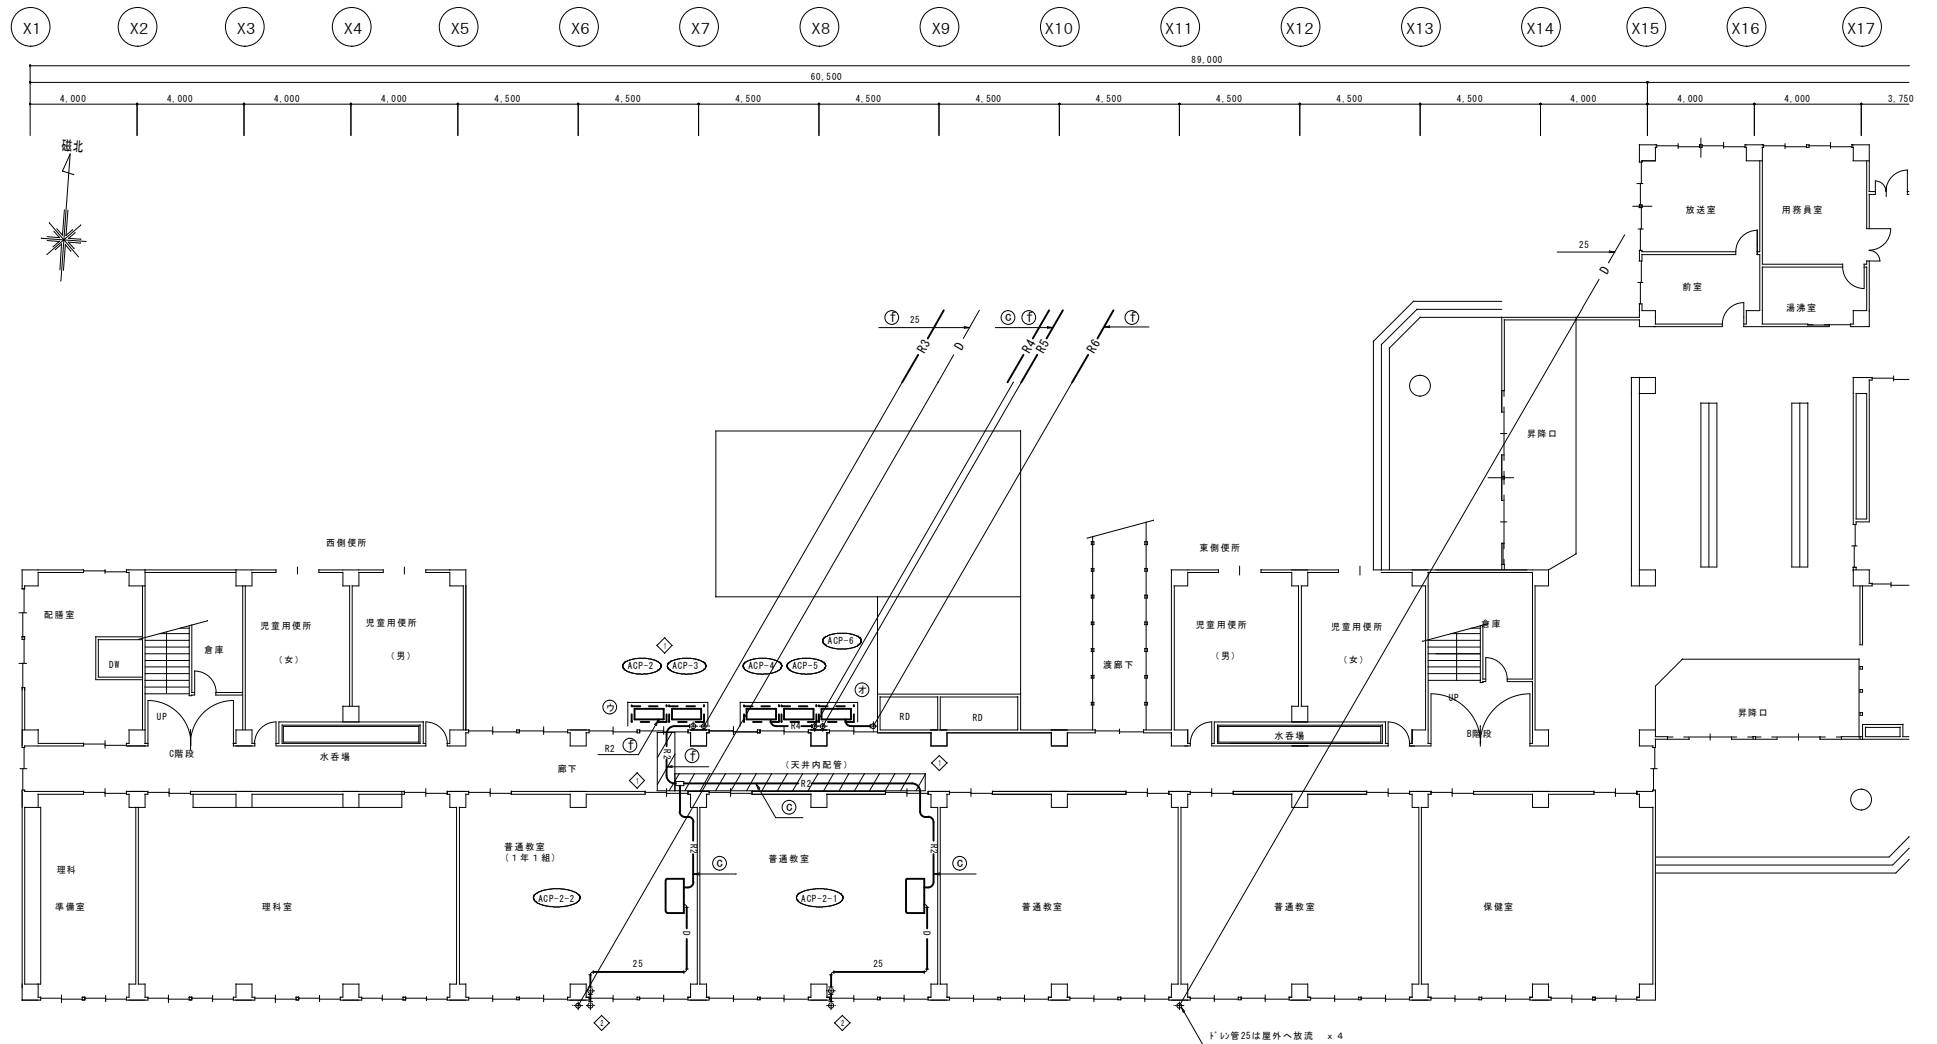 X1 X2 X3 X4 X5 X6 X7 X8 X9 X10 X11 X12 X13 X14 X15 X16 X17
89,000
60,500
4,000 4,000 4,000 4,000 4,500 4,500 4,500 4,500 4,500 4,500 4,500 4,500 4,500 4,000 4,000 4,000 3,750
磁北
放送室
用務員室
25
D
前室
湯沸室
ⓕ 25
ⓒ ⓕ
ⓕ
R3
D
R4
R5
R6
昇降口
西側便所
東側便所
配膳室
児童用便所
(女)
児童用便所
(男)
倉庫
DW
UP
C階段
水呑場
1
ACP-2
ACP-3
ACP-4
ACP-5
ACP-6
ウ
オ
R4
RD
RD
渡廊下
児童用便所
(男)
児童用便所
(女)
倉庫
UP
B階段
水呑場
昇降口
R2 ⓕ
R2
ⓕ
廊下
(天井内配管)
1
1
R2
ⓒ
理科
準備室
理科室
普通教室
(1年1組)
ACP-2-2
R2
ⓒ
普通教室
ACP-2-1
R2
ⓒ
普通教室
普通教室
保健室
D
25
D
25
2
2
ドレン管25は屋外へ放流 x 4